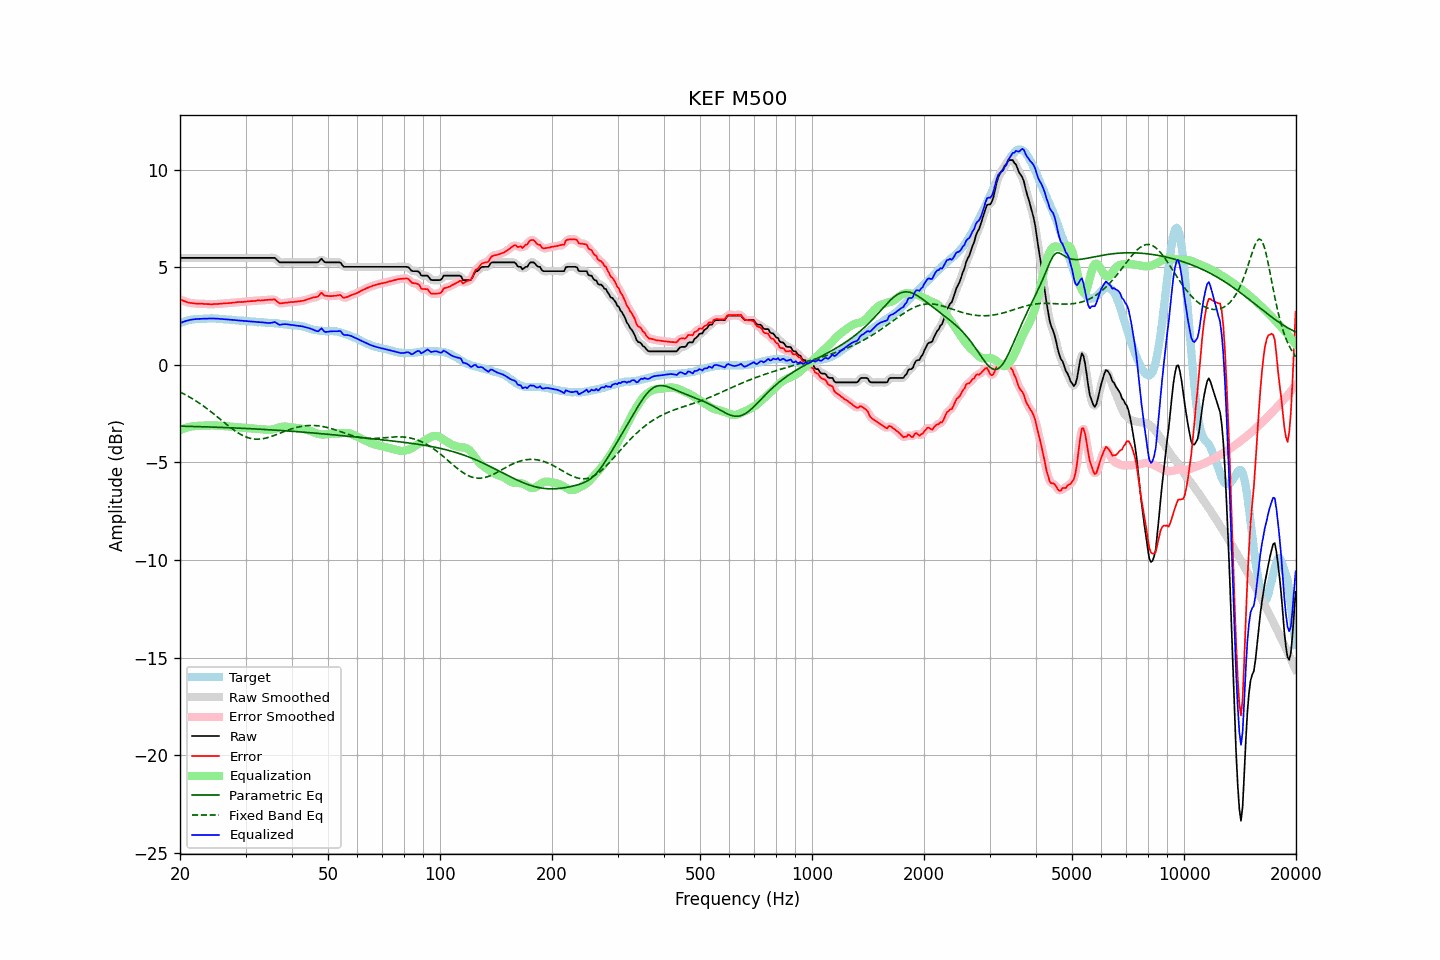 KEF M500
Amplitude (dBr)
10
5
0
−5
−10
−15
−20
−25
Target
Raw Smoothed
Error Smoothed
Raw
Error
Equalization
Parametric Eq
Fixed Band Eq
Equalized
20 50 100 200 500 1000 2000 5000 10000 20000
Frequency (Hz)